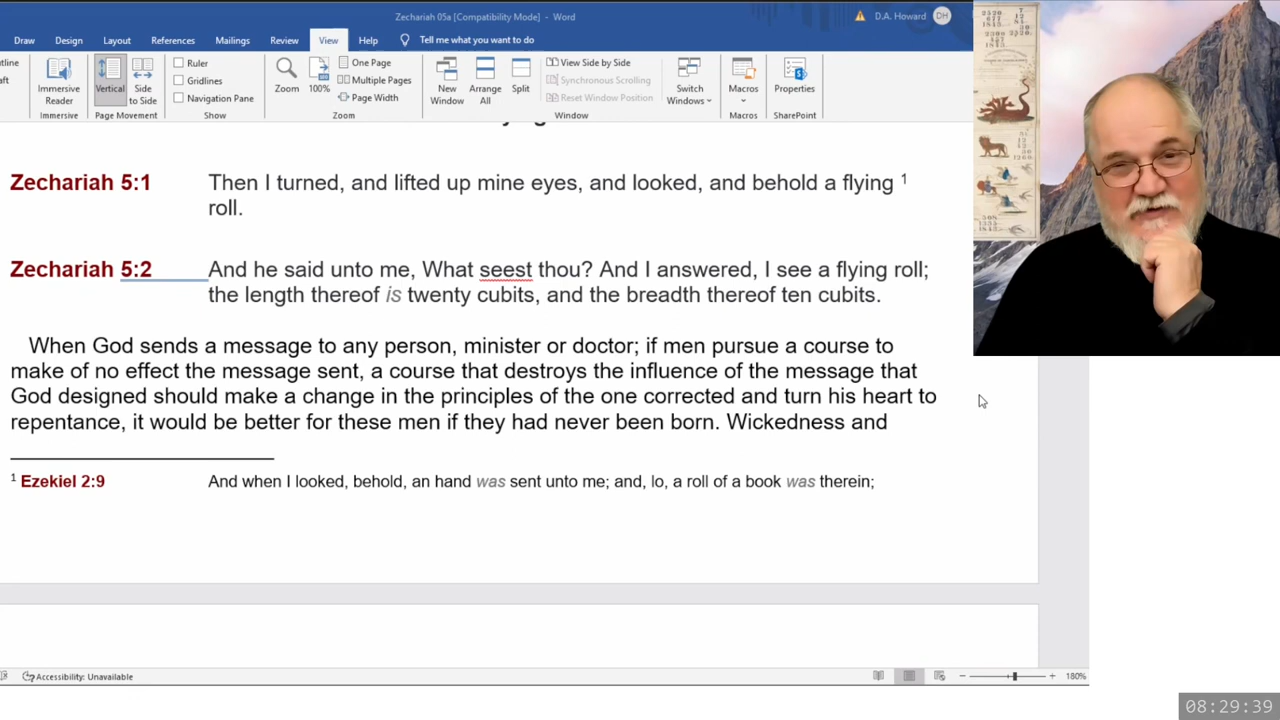 Zechariah 05a [Compatibility Mode] - Word
D.A. Howard DH
Draw Design Layout References Mailings Review View Help Tell me what you want to do
Immersive Reader
Immersive
Vertical Side to Side
Page Movement
Ruler
Gridlines
Navigation Pane
Show
Zoom 100%
One Page
Multiple Pages
Page Width
Zoom
New Window Arrange All Split
View Side by Side
Synchronous Scrolling
Reset Window Position
Window
Switch Windows
Macros
Macros
Properties
SharePoint
Zechariah 5:1 Then I turned, and lifted up mine eyes, and looked, and behold a flying 1
roll.
Zechariah 5:2 And he said unto me, What seest thou? And I answered, I see a flying roll;
the length thereof is twenty cubits, and the breadth thereof ten cubits.
When God sends a message to any person, minister or doctor; if men pursue a course to
make of no effect the message sent, a course that destroys the influence of the message that
God designed should make a change in the principles of the one corrected and turn his heart to
repentance, it would be better for these men if they had never been born. Wickedness and
1 Ezekiel 2:9 And when I looked, behold, an hand was sent unto me; and, lo, a roll of a book was therein;
Accessibility: Unavailable
180%
08:29:39